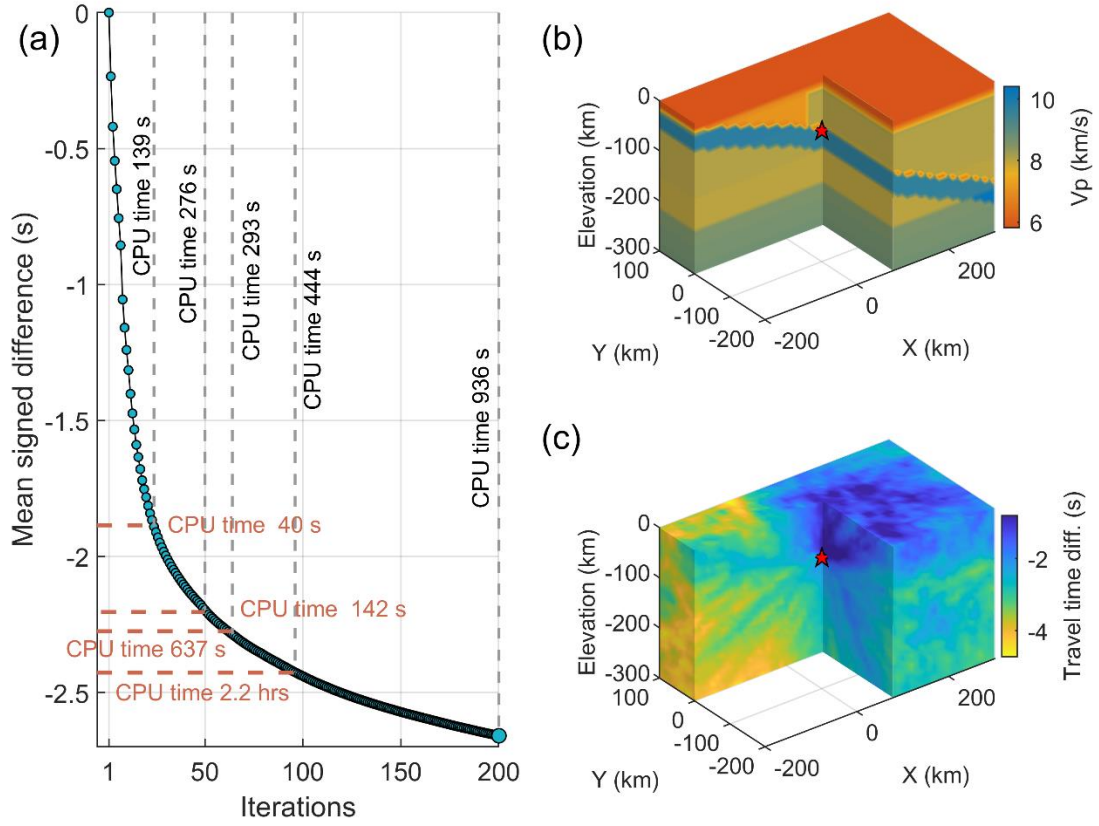 (a)
0
-0.5
-1
-1.5
-2
-2.5
Mean signed difference (s)
CPU time 139 s
CPU time 276 s
CPU time 293 s
CPU time 444 s
CPU time 936 s
CPU time 40 s
CPU time 142 s
CPU time 637 s
CPU time 2.2 hrs
1
50
100
150
200
Iterations
(b)
Elevation (km)
0
-100
-200
-300
100
0
-100
-200
Y (km)
-200
0
200
X (km)
10
8
6
Vp (km/s)
(c)
Elevation (km)
0
-100
-200
-300
100
0
-100
-200
Y (km)
-200
0
200
X (km)
-2
-4
Travel time diff. (s)